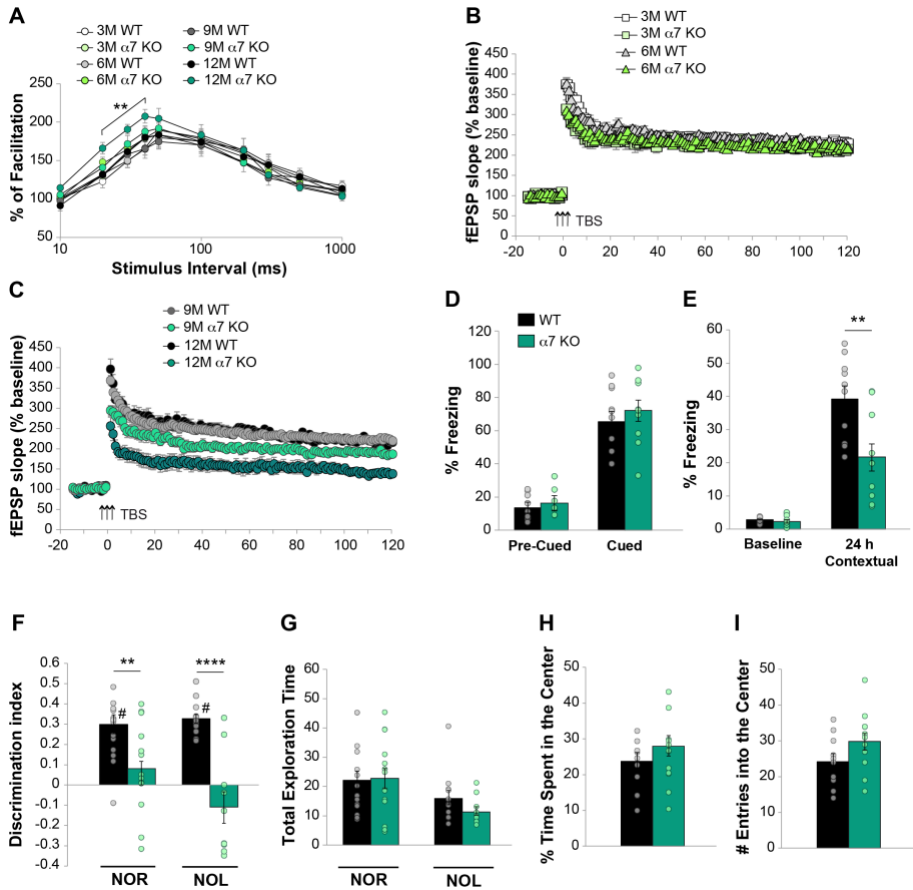 A
3M WT
3M α7 KO
6M WT
6M α7 KO
9M WT
9M α7 KO
12M WT
12M α7 KO
% of Facilitation
250
200
150
100
50
**
10
100
1000
Stimulus Interval (ms)
B
3M WT
3M α7 KO
6M WT
6M α7 KO
fEPSP slope (% baseline)
450
400
350
300
250
200
150
100
50
0
TBS
-20
0
20
40
60
80
100
120
C
9M WT
9M α7 KO
12M WT
12M α7 KO
fEPSP slope (% baseline)
450
400
350
300
250
200
150
100
50
0
TBS
-20
0
20
40
60
80
100
120
D
WT
α7 KO
% Freezing
120
100
80
60
40
20
0
Pre-Cued
Cued
E
% Freezing
60
40
20
0
**
Baseline
24 h
Contextual
F
Discrimination index
0.6
0.5
0.4
0.3
0.2
0.1
0
-0.1
-0.2
-0.3
-0.4
**
****
#
#
NOR
NOL
G
Total Exploration Time
60
50
40
30
20
10
0
NOR
NOL
H
% Time Spent in the Center
50
40
30
20
10
0
I
# Entries into the Center
50
40
30
20
10
0